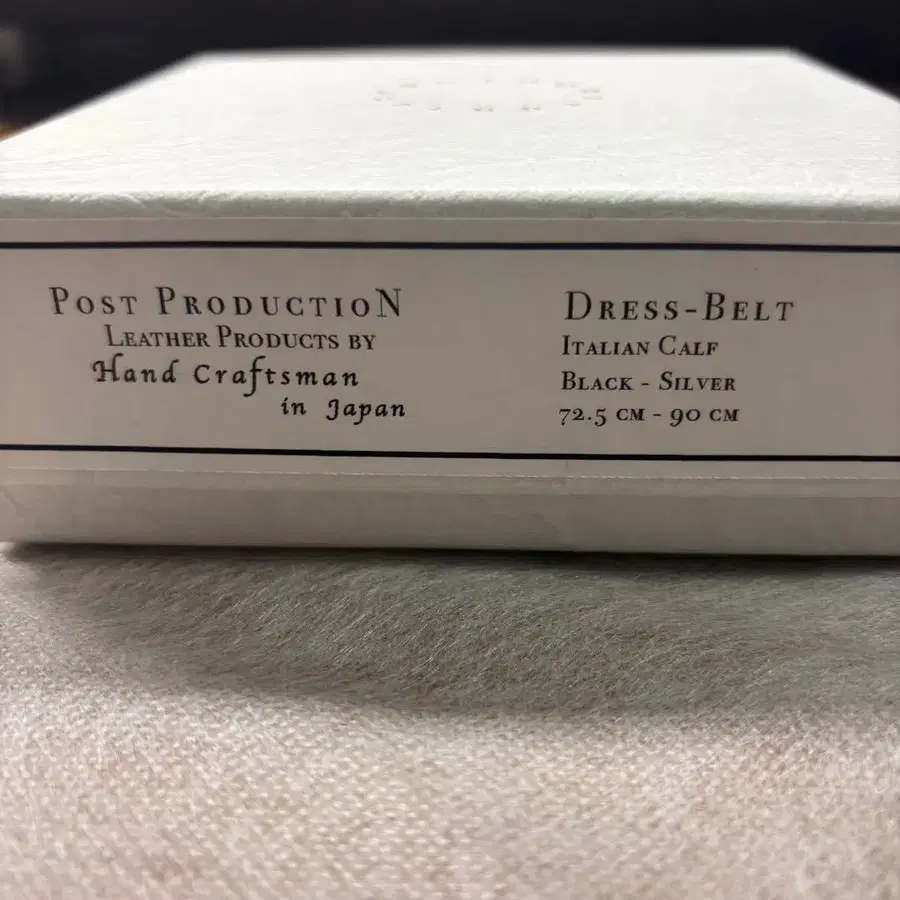 Post Production
Leather Products by
Hand Craftsman
in Japan
Dress-Belt
Italian Calf
Black - Silver
72.5 cm - 90 cm